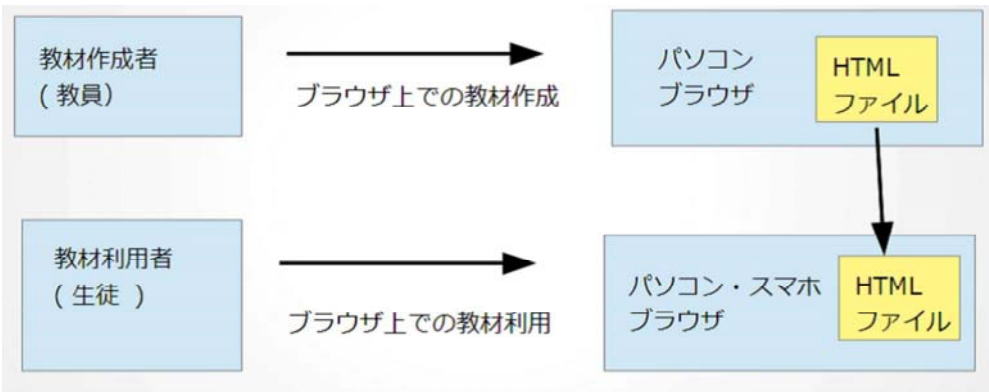 教材作成者
( 教員）
ブラウザ上での教材作成
パソコン
ブラウザ
HTML
ファイル
教材利用者
( 生徒 ）
ブラウザ上での教材利用
パソコン・スマホ
ブラウザ
HTML
ファイル